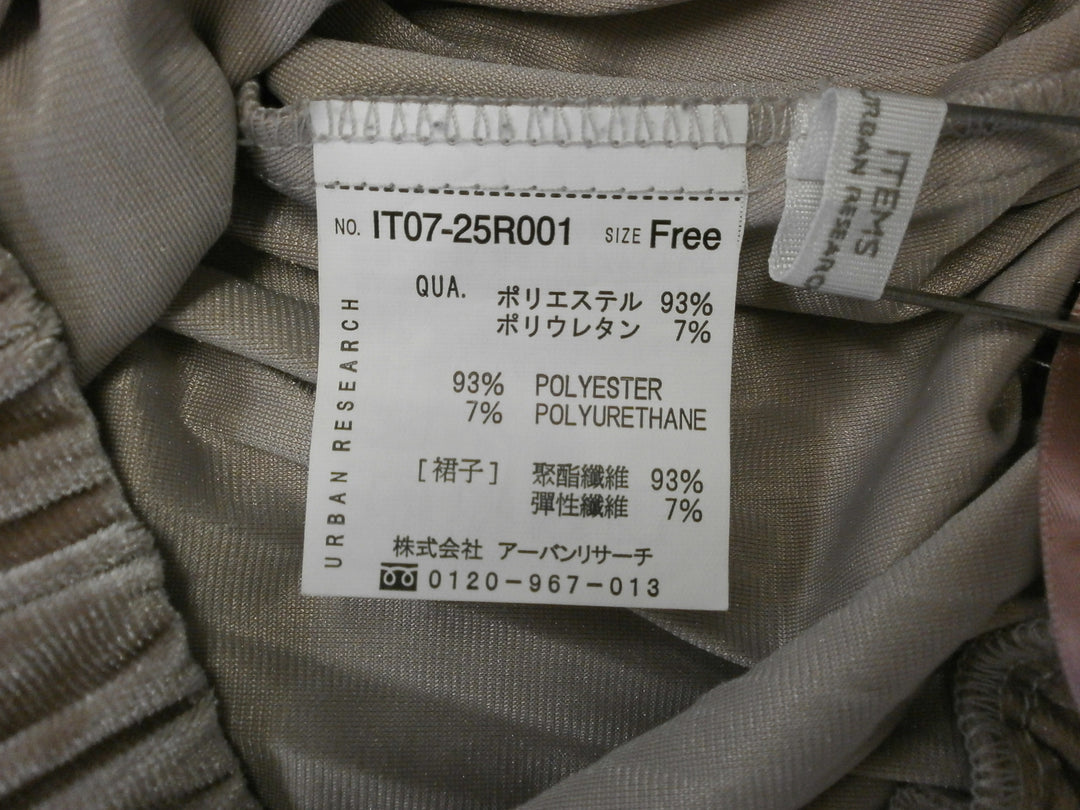 NO. IT07-25R001 SIZE Free
QUA. ポリエステル 93%
ポリウレタン 7%
93% POLYESTER
7% POLYURETHANE
[裙子] 聚酯纖維 93%
彈性纖維 7%
株式会社 アーバンリサーチ
0120-967-013
URBAN RESEARCH
ITEMS
RESEARC